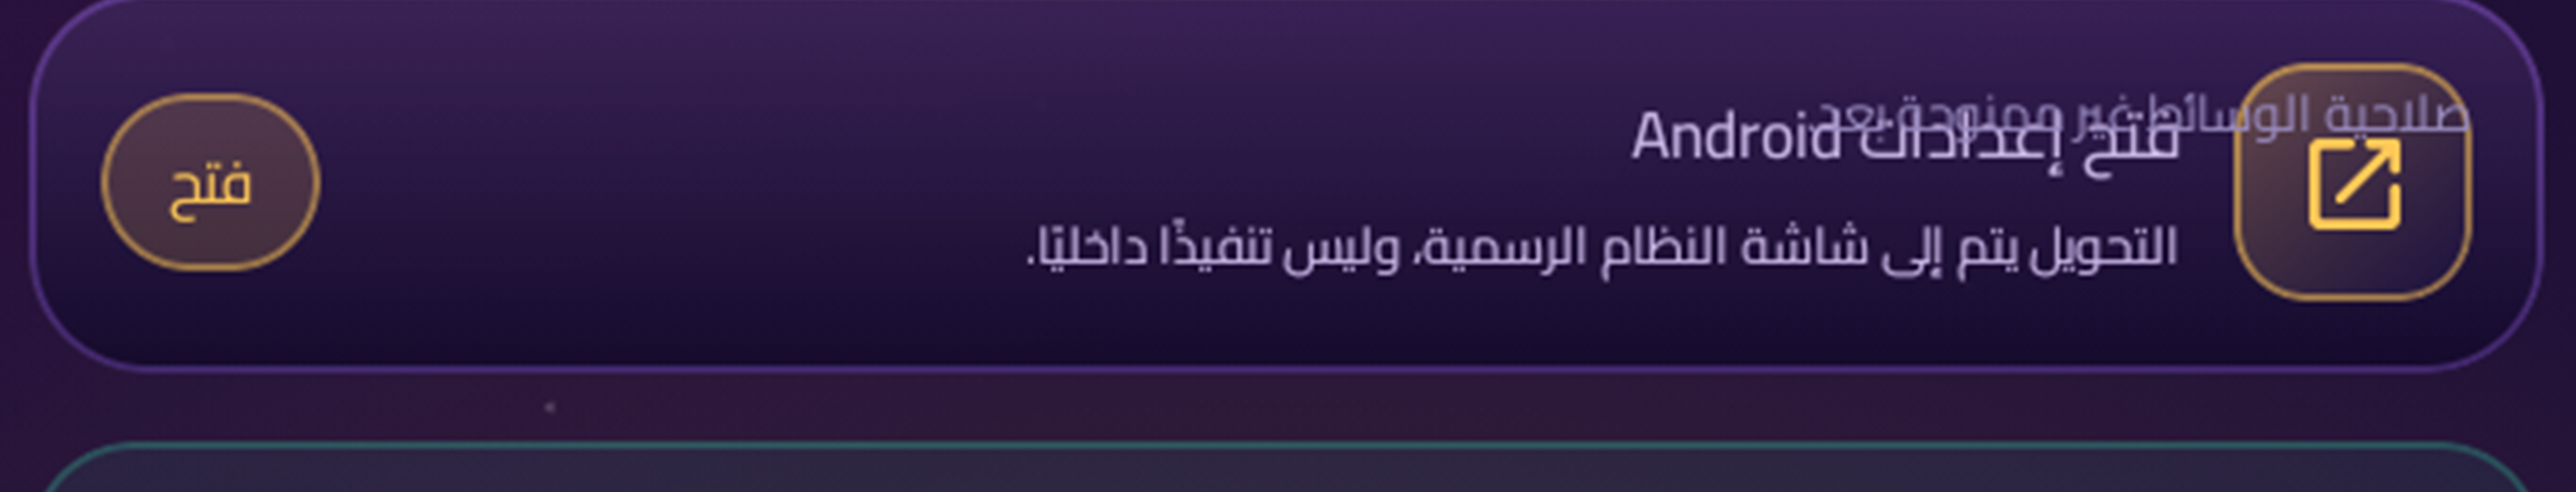 صلاحية الوسائط غير ممنوحة بعد.
فتح إعدادات Android
التحويل يتم إلى شاشة النظام الرسمية، وليس تنفيذًا داخليًا.
فتح